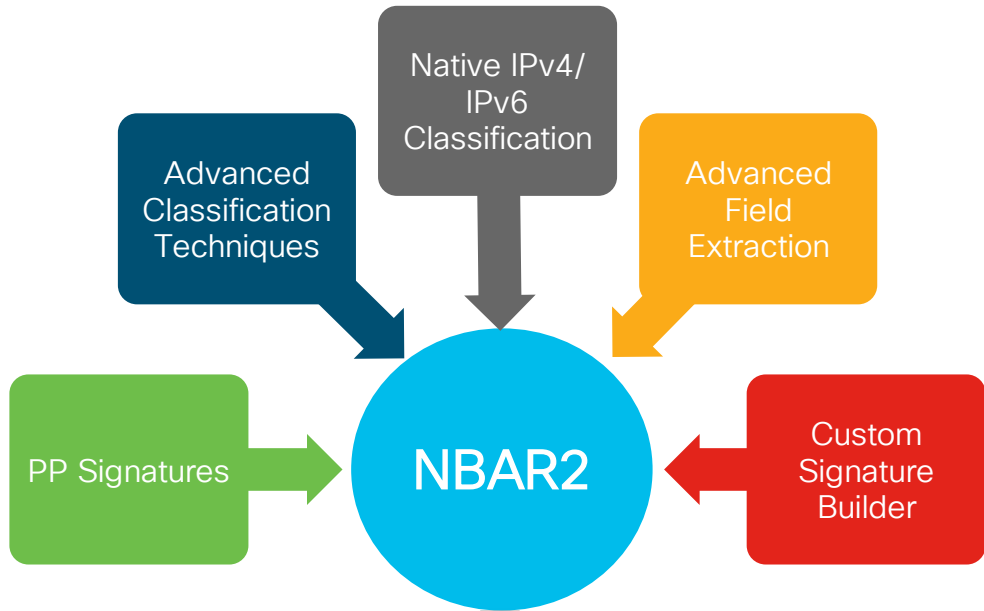 Native IPv4/
IPv6
Classification
Advanced
Classification
Techniques
Advanced
Field
Extraction
PP Signatures
NBAR2
Custom
Signature
Builder